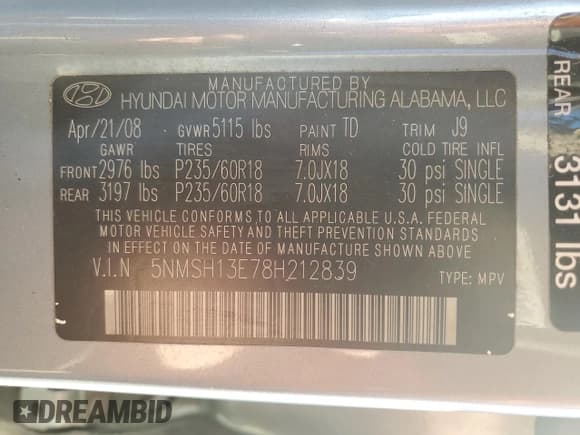 MANUFACTURED BY
HYUNDAI MOTOR MANUFACTURING ALABAMA, LLC
Apr/21/08 GVWR 5115 lbs PAINT TD TRIM J9
GAWR TIRES RIMS COLD TIRE INFL
FRONT 2976 lbs P235/60R18 7.0JX18 30 psi SINGLE
REAR 3197 lbs P235/60R18 7.0JX18 30 psi SINGLE
THIS VEHICLE CONFORMS TO ALL APPLICABLE U.S.A. FEDERAL
MOTOR VEHICLE SAFETY AND THEFT PREVENTION STANDARDS
IN EFFECT ON THE DATE OF MANUFACTURE SHOWN ABOVE
V.I.N 5NMSH13E78H212839 TYPE: MPV
REAR 3131 lbs
DREAMBID